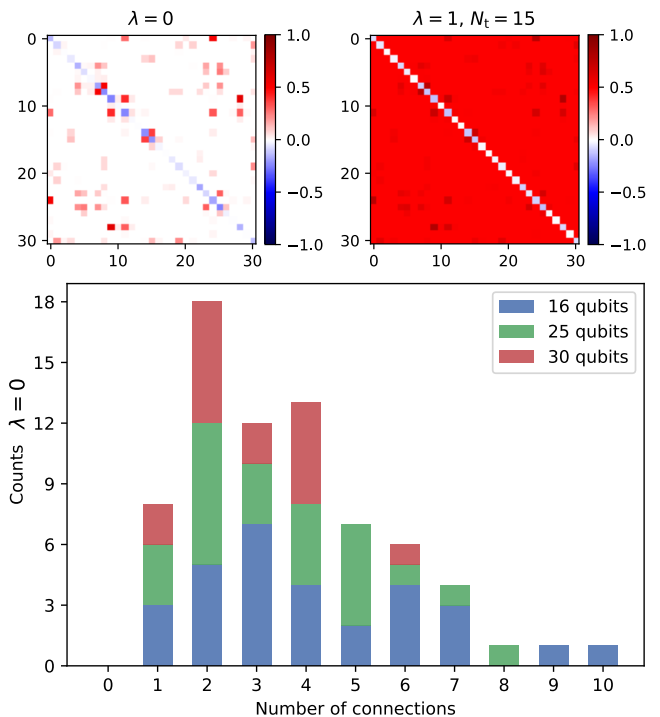 λ = 0
λ = 1, Nt = 15
0
10
20
30
0 10 20 30
1.0
0.5
0.0
−0.5
−1.0
0
10
20
30
0 10 20 30
1.0
0.5
0.0
−0.5
−1.0
16 qubits
25 qubits
30 qubits
Counts λ = 0
18
15
12
9
6
3
0
0 1 2 3 4 5 6 7 8 9 10
Number of connections